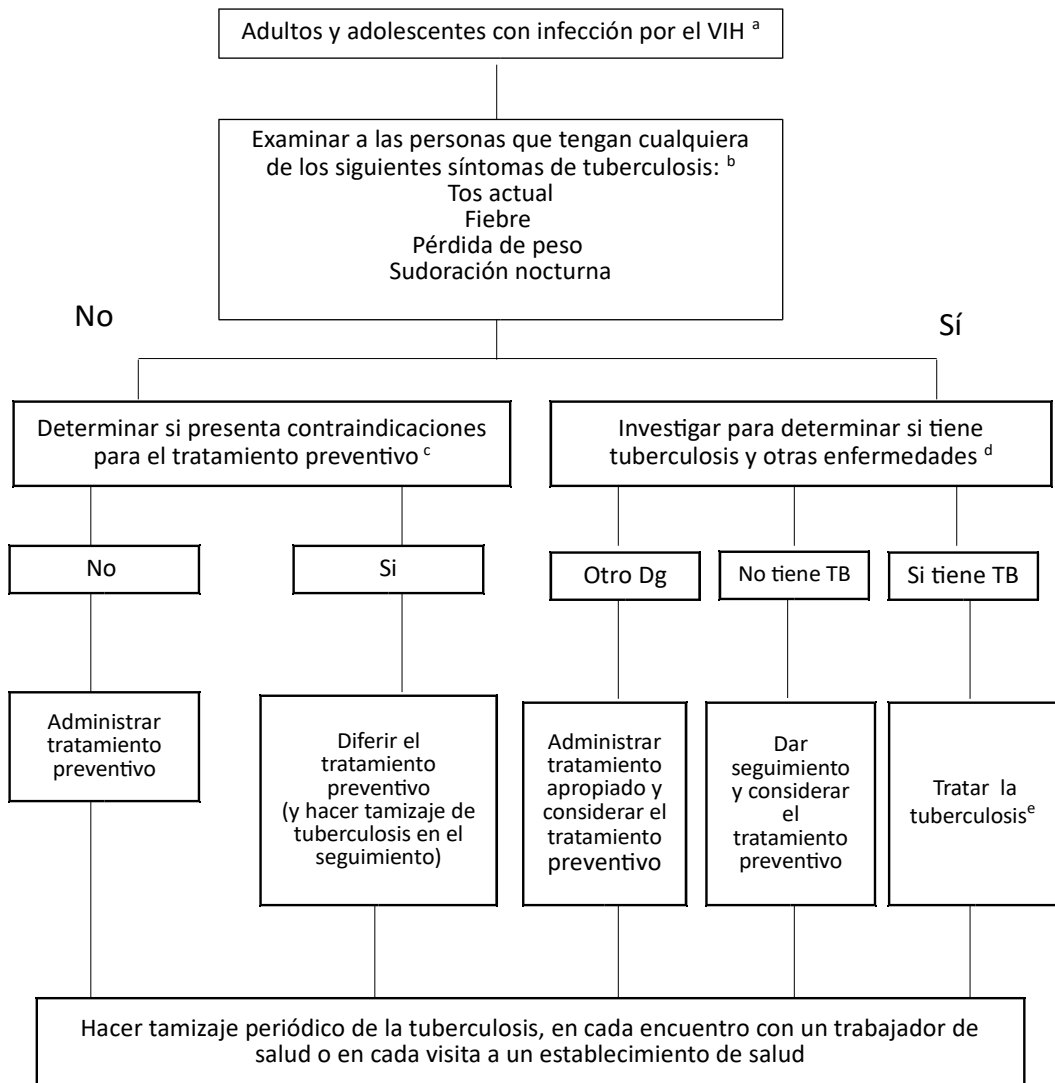 Adultos y adolescentes con infección por el VIH a
Examinar a las personas que tengan cualquiera
de los siguientes síntomas de tuberculosis: b
Tos actual
Fiebre
Pérdida de peso
Sudoración nocturna
No
Sí
Determinar si presenta contraindicaciones
para el tratamiento preventivo c
Investigar para determinar si tiene
tuberculosis y otras enfermedades d
No
Si
Otro Dg
No tiene TB
Si tiene TB
Administrar
tratamiento
preventivo
Diferir el
tratamiento
preventivo
(y hacer tamizaje de
tuberculosis en el
seguimiento)
Administrar
tratamiento
apropiado y
considerar el
tratamiento
preventivo
Dar
seguimiento
y considerar
el
tratamiento
preventivo
Tratar la
tuberculosis e
Hacer tamizaje periódico de la tuberculosis, en cada encuentro con un trabajador de
salud o en cada visita a un establecimiento de salud